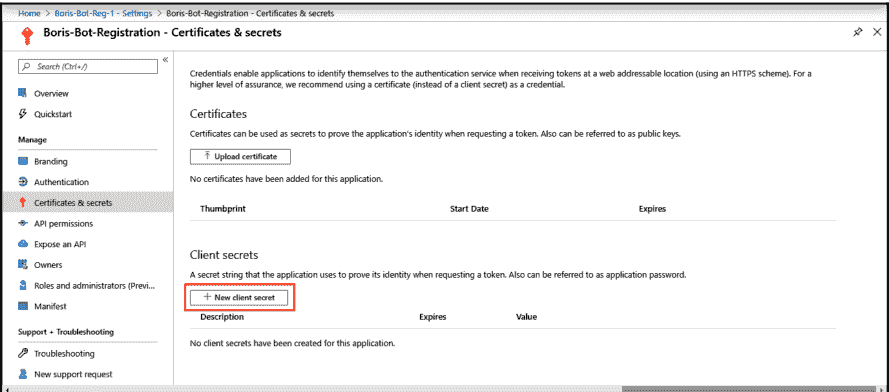 Home > Boris-Bot-Reg-1 - Settings > Boris-Bot-Registration - Certificates & secrets
Boris-Bot-Registration - Certificates & secrets
Search (Ctrl+/)
Overview
Quickstart
Manage
Branding
Authentication
Certificates & secrets
API permissions
Expose an API
Owners
Roles and administrators (Previ...
Manifest
Support + Troubleshooting
Troubleshooting
New support request
Credentials enable applications to identify themselves to the authentication service when receiving tokens at a web addressable location (using an HTTPS scheme). For a
higher level of assurance, we recommend using a certificate (instead of a client secret) as a credential.
Certificates
Certificates can be used as secrets to prove the application's identity when requesting a token. Also can be referred to as public keys.
Upload certificate
No certificates have been added for this application.
Thumbprint Start Date Expires
Client secrets
A secret string that the application uses to prove its identity when requesting a token. Also can be referred to as application password.
+ New client secret
Description Expires Value
No client secrets have been created for this application.